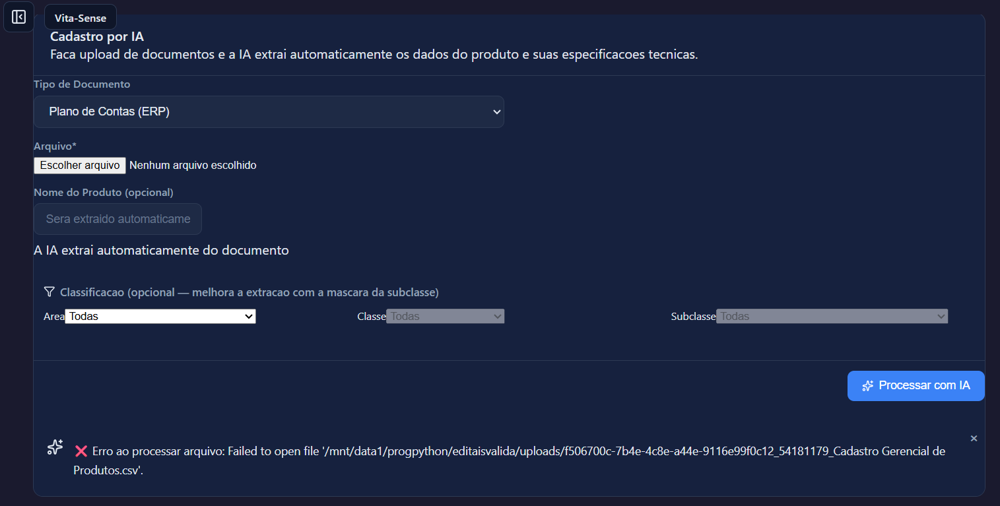 Vita-Sense
Cadastro por IA
Faca upload de documentos e a IA extrai automaticamente os dados do produto e suas especificacoes tecnicas.
Tipo de Documento
Plano de Contas (ERP)
Arquivo*
Escolher arquivo Nenhum arquivo escolhido
Nome do Produto (opcional)
Sera extraido automaticame
A IA extrai automaticamente do documento
Classificacao (opcional — melhora a extracao com a mascara da subclasse)
Area Todas Classe Todas Subclasse Todas
Processar com IA
❌ Erro ao processar arquivo: Failed to open file '/mnt/data1/progpython/editaisvalida/uploads/f506700c-7b4e-4c8e-a44e-9116e99f0c12_54181179_Cadastro Gerencial de
Produtos.csv'.